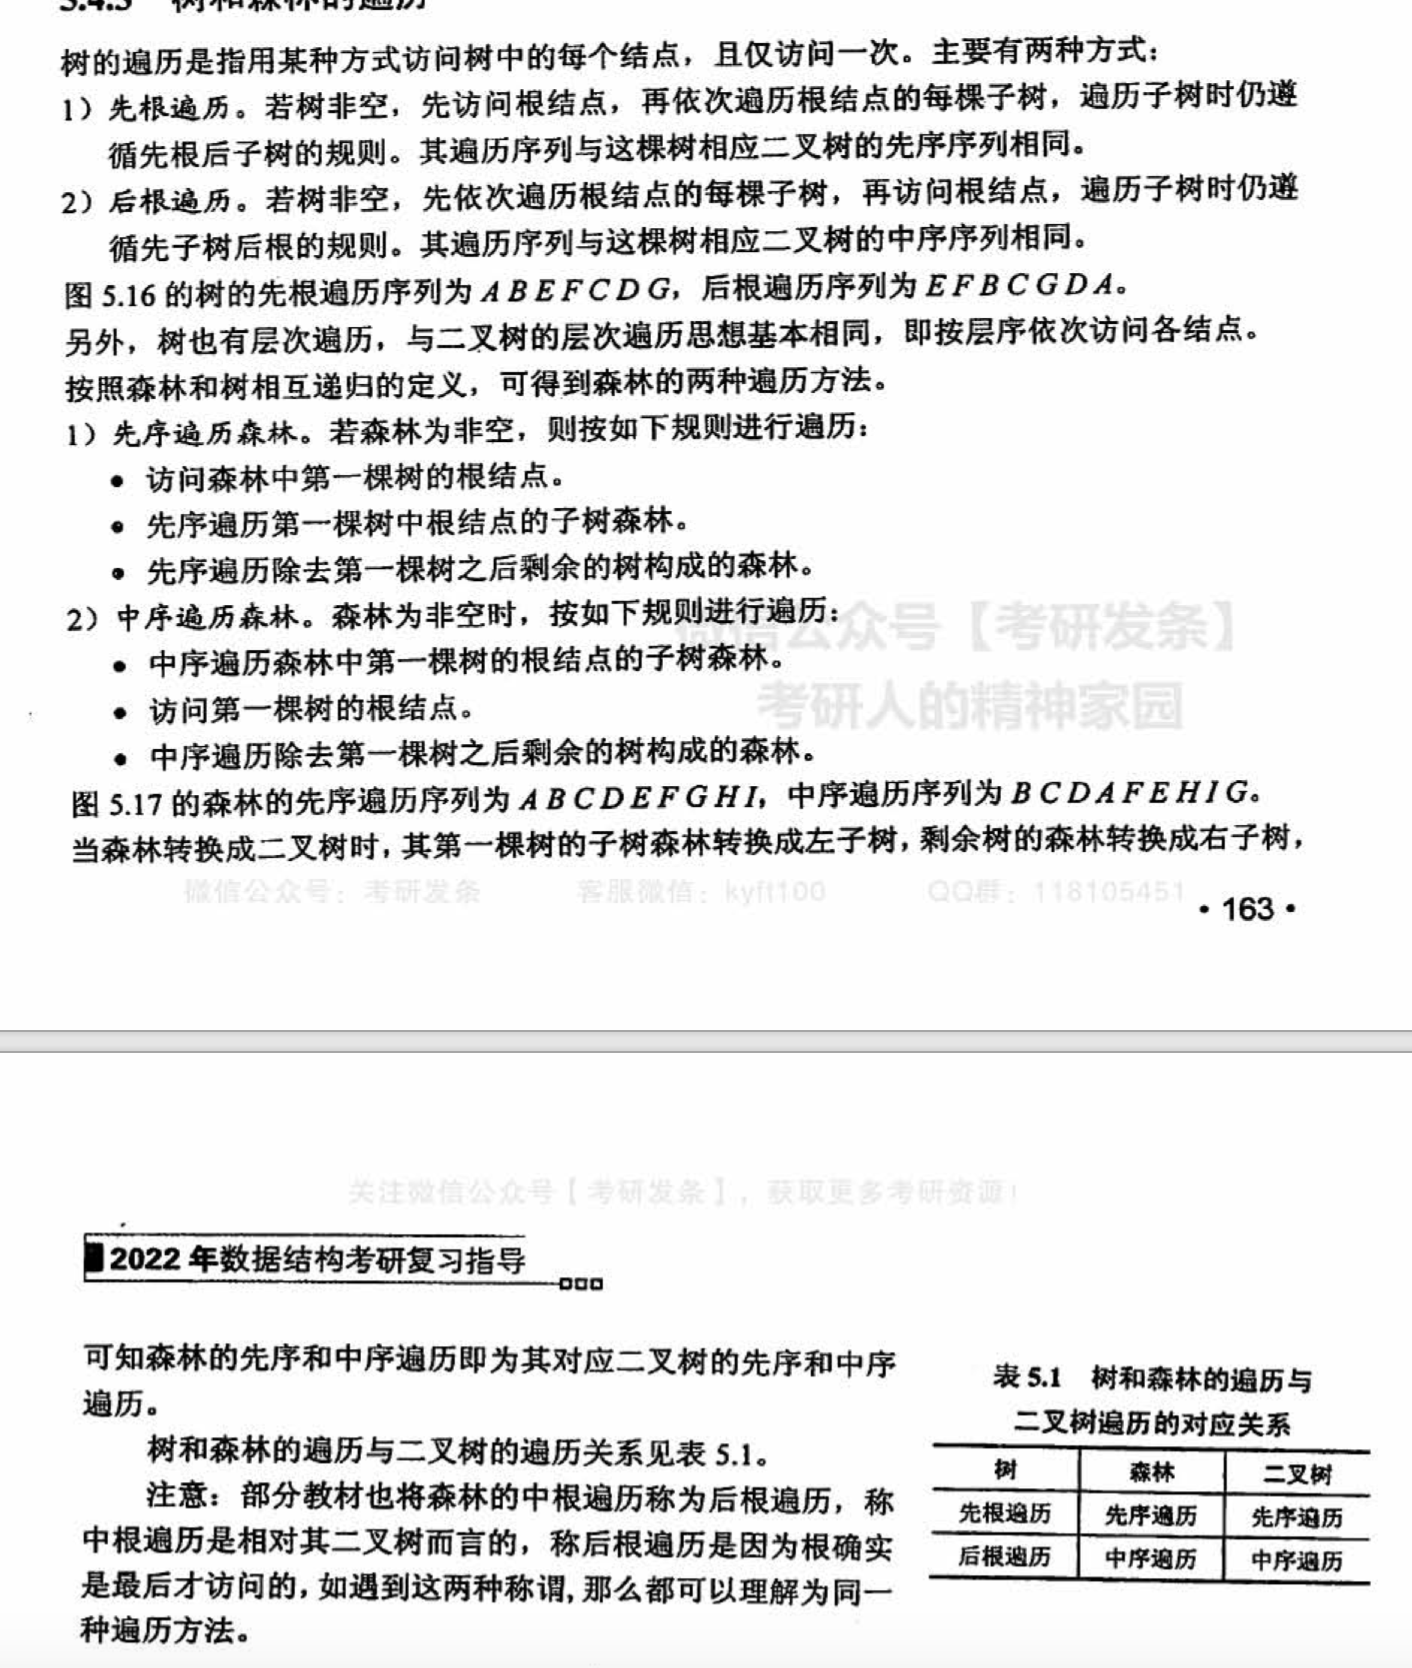 5.4.3 树和森林的遍历
树的遍历是指用某种方式访问树中的每个结点，且仅访问一次。主要有两种方式：
1）先根遍历。若树非空，先访问根结点，再依次遍历根结点的每棵子树，遍历子树时仍遵
循先根后子树的规则。其遍历序列与这棵树相应二叉树的先序序列相同。
2）后根遍历。若树非空，先依次遍历根结点的每棵子树，再访问根结点，遍历子树时仍遵
循先子树后根的规则。其遍历序列与这棵树相应二叉树的中序序列相同。
图 5.16 的树的先根遍历序列为 A B E F C D G，后根遍历序列为 E F B C G D A。
另外，树也有层次遍历，与二叉树的层次遍历思想基本相同，即按层序依次访问各结点。
按照森林和树相互递归的定义，可得到森林的两种遍历方法。
1）先序遍历森林。若森林为非空，则按如下规则进行遍历：
● 访问森林中第一棵树的根结点。
● 先序遍历第一棵树中根结点的子树森林。
● 先序遍历除去第一棵树之后剩余的树构成的森林。
2）中序遍历森林。森林为非空时，按如下规则进行遍历：
微信公众号【考研发条】
● 中序遍历森林中第一棵树的根结点的子树森林。
● 访问第一棵树的根结点。
考研人的精神家园
● 中序遍历除去第一棵树之后剩余的树构成的森林。
图 5.17 的森林的先序遍历序列为 A B C D E F G H I，中序遍历序列为 B C D A F E H I G。
当森林转换成二叉树时，其第一棵树的子树森林转换成左子树，剩余树的森林转换成右子树，
微信公众号：考研发条 客服微信：kyft100 QQ群：118105451
• 163 •
关注微信公众号【考研发条】，获取更多考研资源！
2022 年数据结构考研复习指导
可知森林的先序和中序遍历即为其对应二叉树的先序和中序
遍历。
树和森林的遍历与二叉树的遍历关系见表 5.1。
注意：部分教材也将森林的中根遍历称为后根遍历，称
中根遍历是相对其二叉树而言的，称后根遍历是因为根确实
是最后才访问的，如遇到这两种称谓，那么都可以理解为同一
种遍历方法。
表 5.1 树和森林的遍历与
二叉树遍历的对应关系
树 森林 二叉树
先根遍历 先序遍历 先序遍历
后根遍历 中序遍历 中序遍历